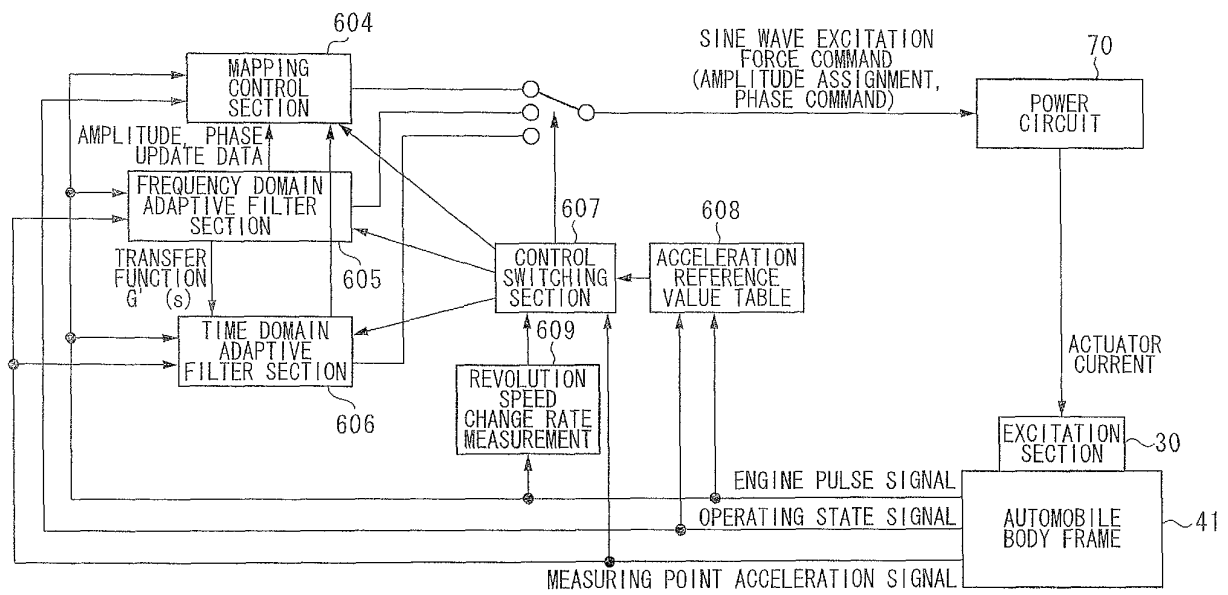 604
MAPPING
CONTROL
SECTION
SINE WAVE EXCITATION
FORCE COMMAND
(AMPLITUDE ASSIGNMENT,
PHASE COMMAND)
70
POWER
CIRCUIT
AMPLITUDE, PHASE
UPDATE DATA
FREQUENCY DOMAIN
ADAPTIVE FILTER
SECTION
605
TRANSFER
FUNCTION
G' (s)
TIME DOMAIN
ADAPTIVE
FILTER SECTION
606
607
CONTROL
SWITCHING
SECTION
608
ACCELERATION
REFERENCE
VALUE TABLE
609
REVOLUTION
SPEED
CHANGE RATE
MEASUREMENT
ACTUATOR
CURRENT
EXCITATION
SECTION
30
ENGINE PULSE SIGNAL
OPERATING STATE SIGNAL
MEASURING POINT ACCELERATION SIGNAL
AUTOMOBILE
BODY FRAME
41